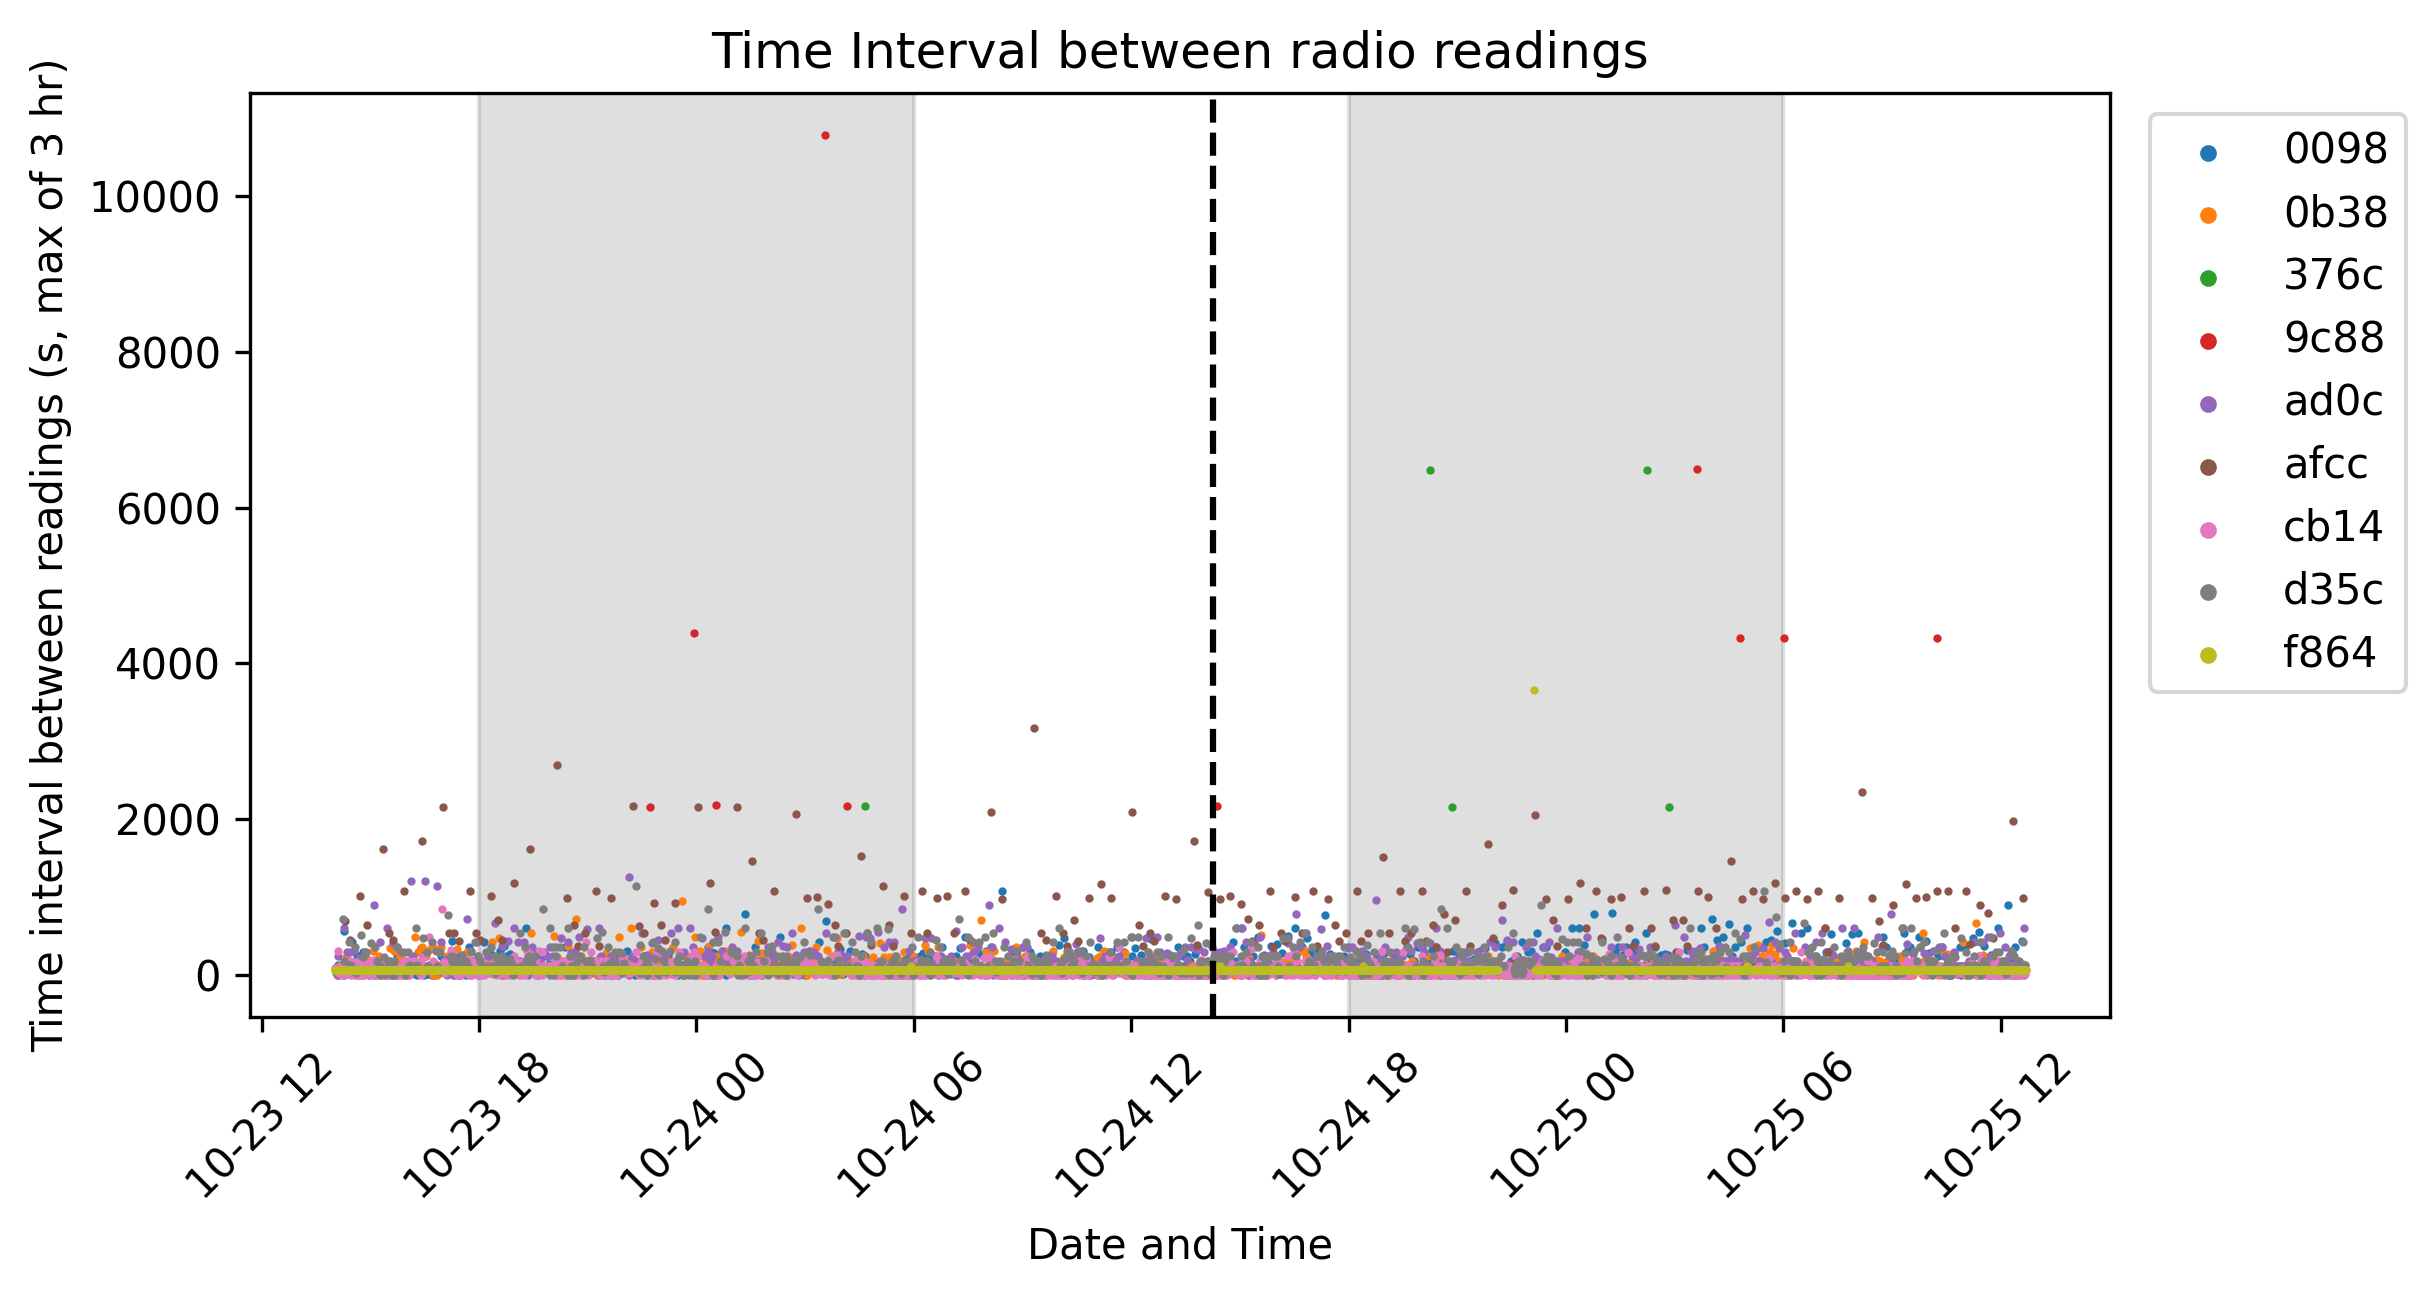 Time Interval between radio readings
Time interval between readings (s, max of 3 hr)
10000
8000
6000
4000
2000
0
10-23 12
10-23 18
10-24 00
10-24 06
10-24 12
10-24 18
10-25 00
10-25 06
10-25 12
Date and Time
0098
0b38
376c
9c88
ad0c
afcc
cb14
d35c
f864